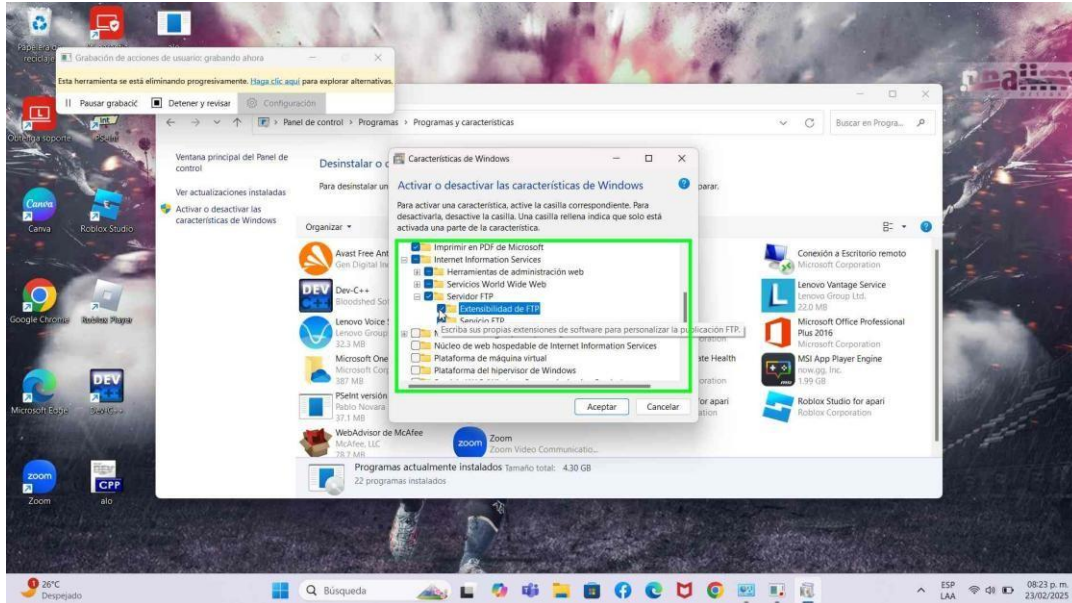 Papelera de
reciclaje
alo
Grabación de acciones de usuario: grabando ahora
Esta herramienta se está eliminando progresivamente. Haga clic aquí para explorar alternativas.
Pausar grabació
Detener y revisar
Configuración
Obtenga soporte
PSeInt
Canva
Roblox Studio
Google Chrome
Roblox Player
Microsoft Edge
Dev-C++
Zoom
alo
Panel de control > Programas > Programas y características
Buscar en Progra...
Ventana principal del Panel de
control
Ver actualizaciones instaladas
Activar o desactivar las
características de Windows
Desinstalar o c
Para desinstalar un
parar.
Organizar
Avast Free Ant
Gen Digital In
Dev-C++
Bloodshed So
Lenovo Voice
Lenovo Group
32.3 MB
Microsoft One
Microsoft Corp
387 MB
PSeInt versión
Pablo Novara
37.1 MB
WebAdvisor de McAfee
McAfee, LLC
78.7 MB
Zoom
Zoom Video Communicatio...
Conexión a Escritorio remoto
Microsoft Corporation
Lenovo Vantage Service
Lenovo Group Ltd.
22.0 MB
Microsoft Office Professional
Plus 2016
Microsoft Corporation
MSI App Player Engine
now.gg, Inc.
1.99 GB
Roblox Studio for apari
Roblox Corporation
oration
ate Health
oration
or apari
ation
Programas actualmente instalados Tamaño total: 4.30 GB
22 programas instalados
Características de Windows
Activar o desactivar las características de Windows
Para activar una característica, active la casilla correspondiente. Para
desactivarla, desactive la casilla. Una casilla rellena indica que solo está
activada una parte de la característica.
Imprimir en PDF de Microsoft
Internet Information Services
Herramientas de administración web
Servicios World Wide Web
Servidor FTP
Extensibilidad de FTP
Servicio FTP
Escriba sus propias extensiones de software para personalizar la publicación FTP.
Núcleo de web hospedable de Internet Information Services
Plataforma de máquina virtual
Plataforma del hipervisor de Windows
Aceptar
Cancelar
1
26°C
Despejado
Búsqueda
ESP
LAA
08:23 p. m.
23/02/2025